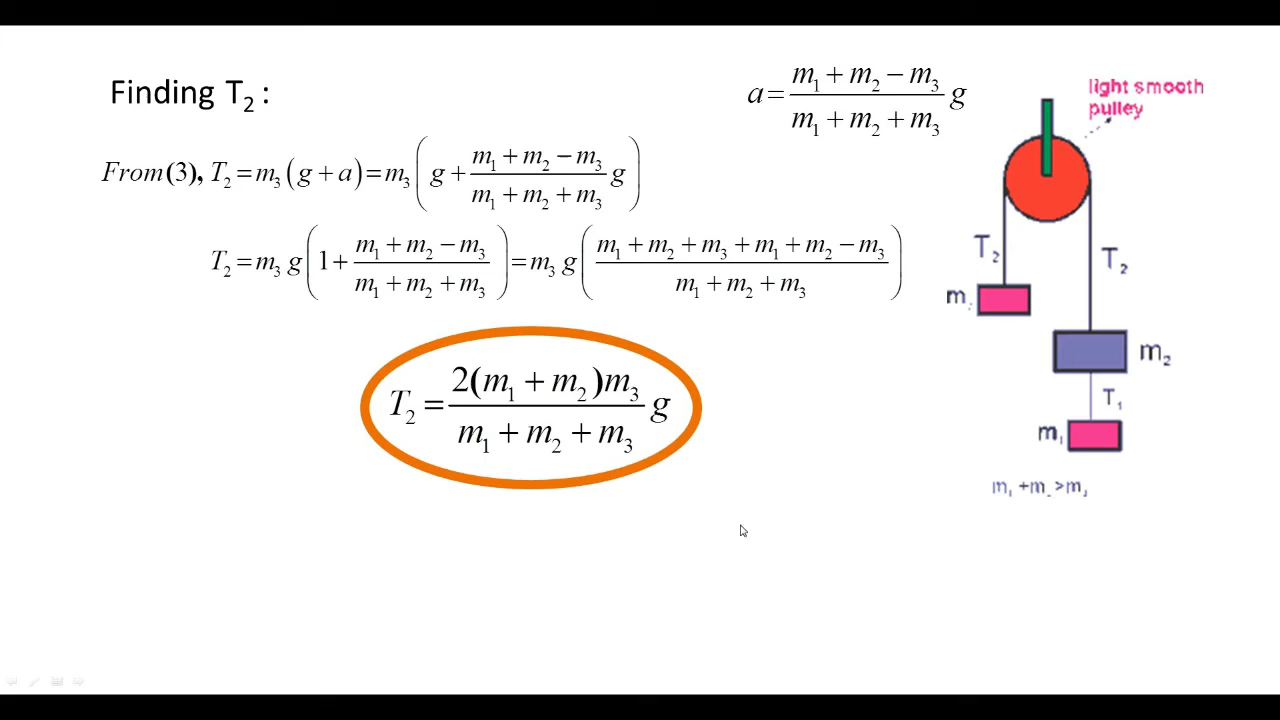 Finding T₂ :
a = (m₁ + m₂ − m₃)/(m₁ + m₂ + m₃) g
From (3), T₂ = m₃ (g + a) = m₃ (g + (m₁ + m₂ − m₃)/(m₁ + m₂ + m₃) g)
T₂ = m₃ g (1 + (m₁ + m₂ − m₃)/(m₁ + m₂ + m₃)) = m₃ g ((m₁ + m₂ + m₃ + m₁ + m₂ − m₃)/(m₁ + m₂ + m₃))
T₂ = 2(m₁ + m₂)m₃/(m₁ + m₂ + m₃) g
light smooth
pulley
T₂
T₂
m
m₂
T₁
m₁
m₁ +m >m